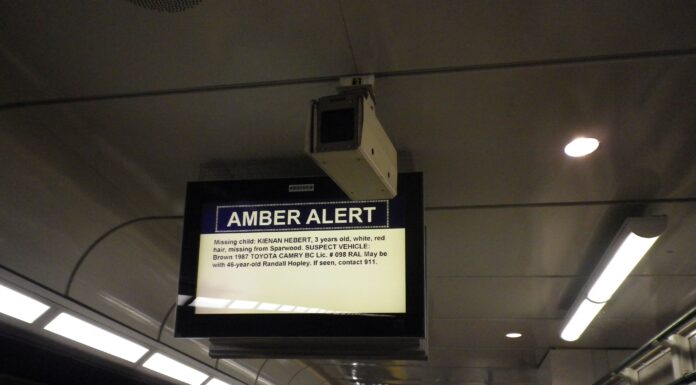 AMBER ALERT
Missing child: KIENAN HEBERT, 3 years old, white, red
hair, missing from Sparwood. SUSPECT VEHICLE:
Brown 1987 TOYOTA CAMRY BC Lic. # 098 RAL May be
with 46-year-old Randall Hopley. If seen, contact 911.